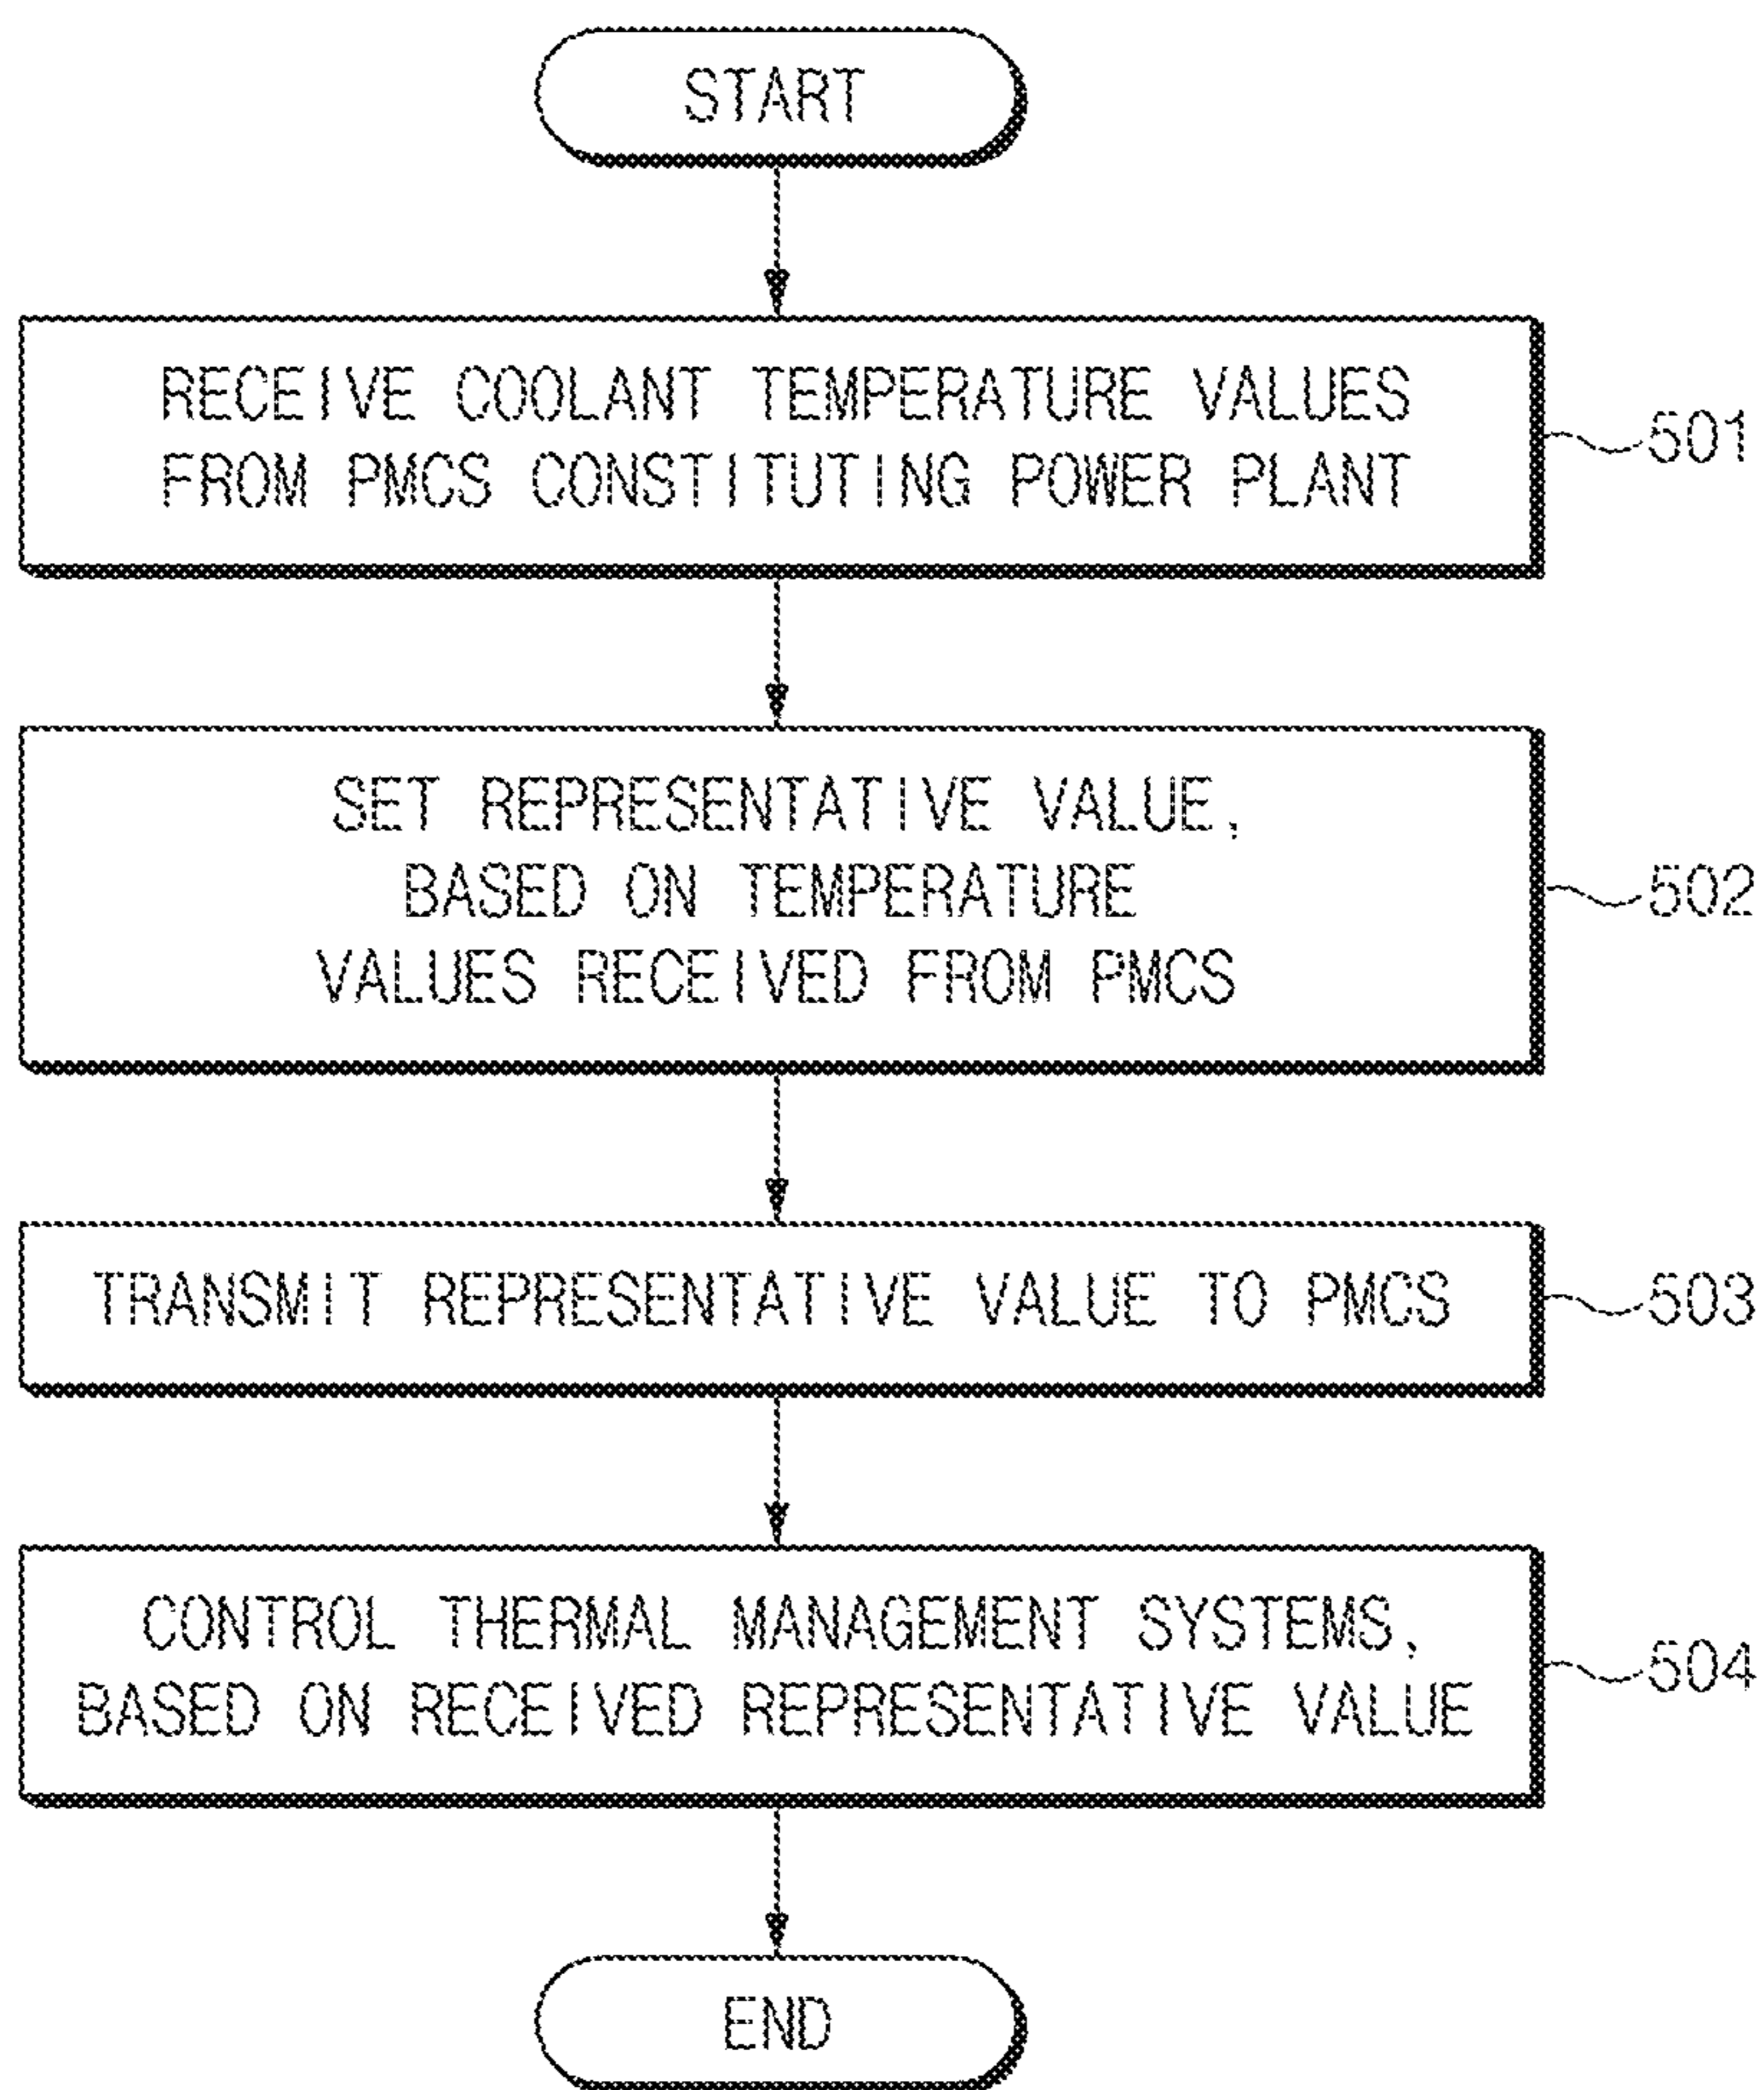 START
RECEIVE COOLANT TEMPERATURE VALUES
FROM PMCS CONSTITUTING POWER PLANT
501
SET REPRESENTATIVE VALUE,
BASED ON TEMPERATURE
VALUES RECEIVED FROM PMCS
502
TRANSMIT REPRESENTATIVE VALUE TO PMCS
503
CONTROL THERMAL MANAGEMENT SYSTEMS,
BASED ON RECEIVED REPRESENTATIVE VALUE
504
END